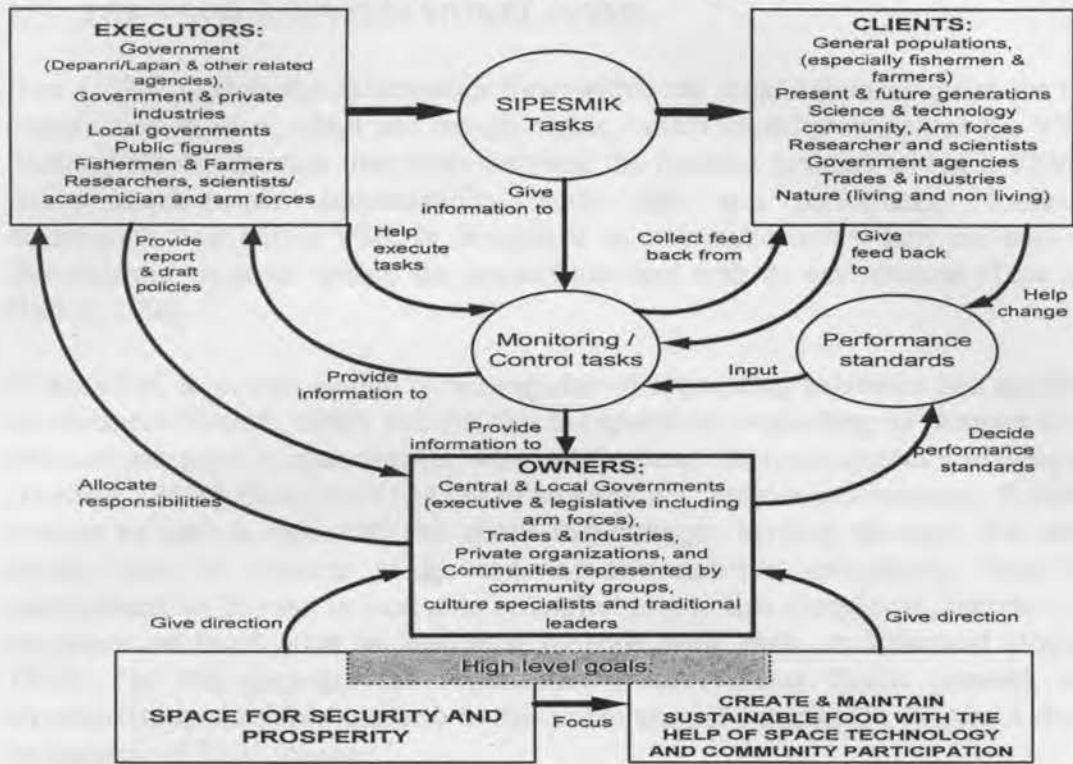 EXECUTORS:
Government
(Depanri/Lapan & other related
agencies),
Government & private
industries
Local governments
Public figures
Fishermen & Farmers
Researchers, scientists/
academician and arm forces
SIPESMIK
Tasks
CLIENTS:
General populations,
(especially fishermen &
farmers)
Present & future generations
Science & technology
community, Arm forces
Researcher and scientists
Government agencies
Trades & industries
Nature (living and non living)
Give
information to
Provide
report
& draft
policies
Help
execute
tasks
Collect feed
back from
Give
feed back
to
Help
change
Monitoring /
Control tasks
Performance
standards
Input
Provide
information to
Provide
information to
Decide
performance
standards
Allocate
responsibilities
OWNERS:
Central & Local Governments
(executive & legislative including
arm forces),
Trades & Industries,
Private organizations, and
Communities represented by
community groups,
culture specialists and traditional
leaders
Give direction
Give direction
High level goals:
SPACE FOR SECURITY AND
PROSPERITY
Focus
CREATE & MAINTAIN
SUSTAINABLE FOOD WITH THE
HELP OF SPACE TECHNOLOGY
AND COMMUNITY PARTICIPATION